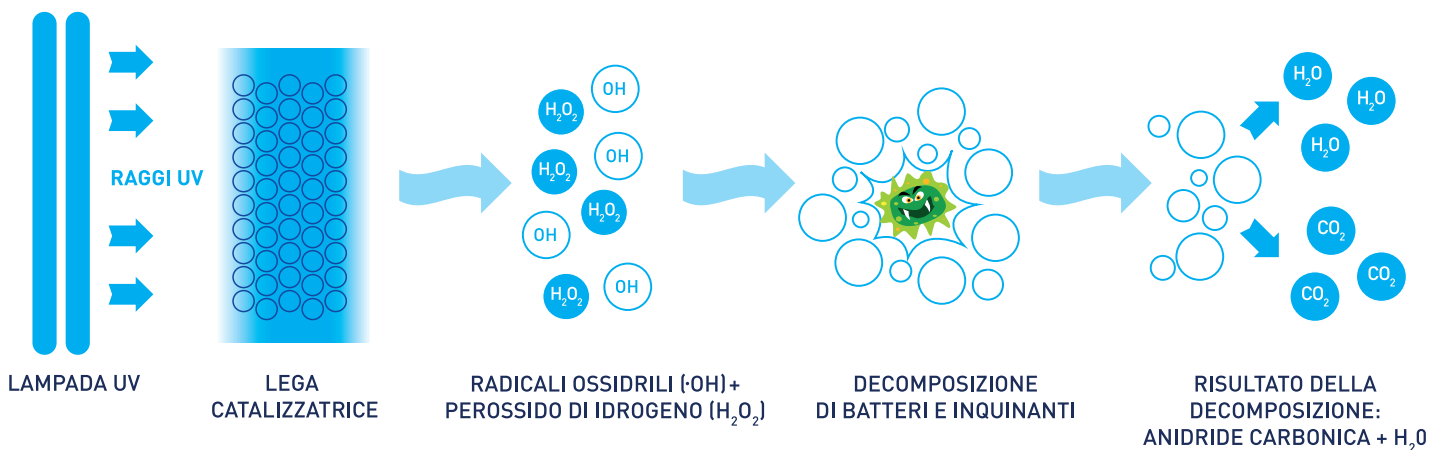 RAGGI UV
H₂O₂
OH
H₂O₂
OH
H₂O₂
OH
H₂O₂
OH
H₂O
H₂O
H₂O
CO₂
CO₂
CO₂
LAMPADA UV
LEGA
CATALIZZATRICE
RADICALI OSSIDRILI (·OH) +
PEROSSIDO DI IDROGENO (H₂O₂)
DECOMPOSIZIONE
DI BATTERI E INQUINANTI
RISULTATO DELLA
DECOMPOSIZIONE:
ANIDRIDE CARBONICA + H₂0